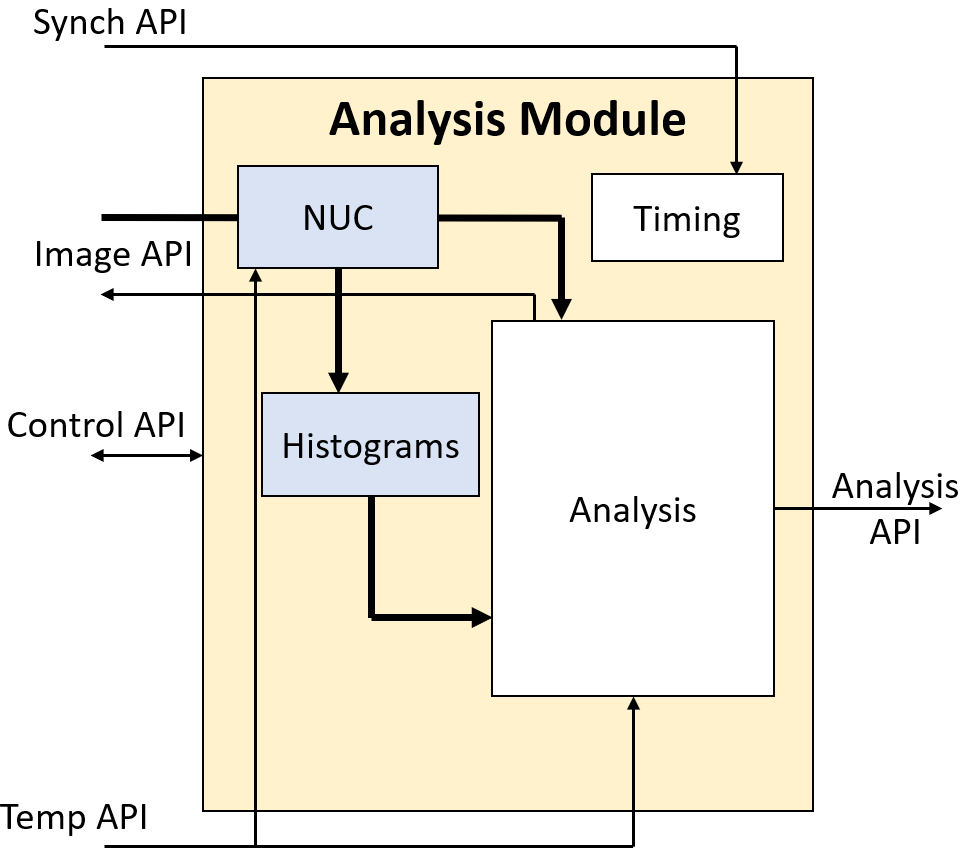 Synch API
Analysis Module
NUC
Timing
Image API
Control API
Histograms
Analysis
Analysis
API
Temp API